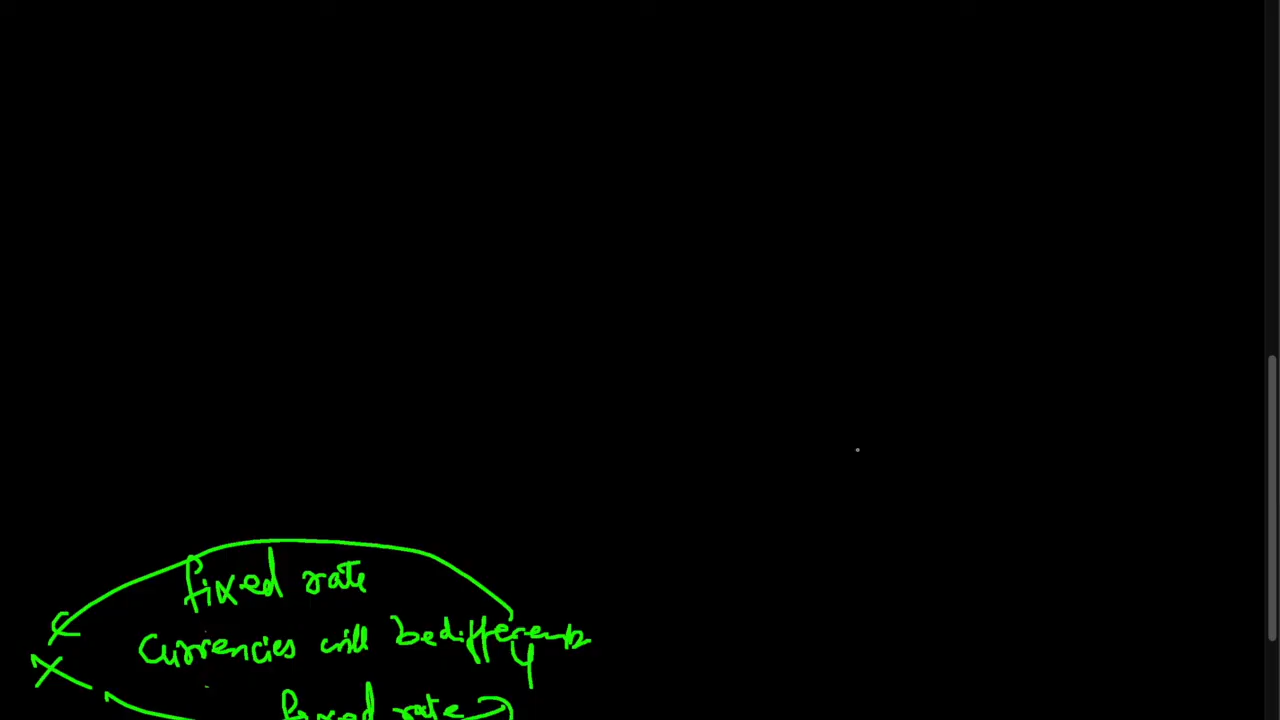 fixed rate
Currencies will be different
Y
X
fixed rate